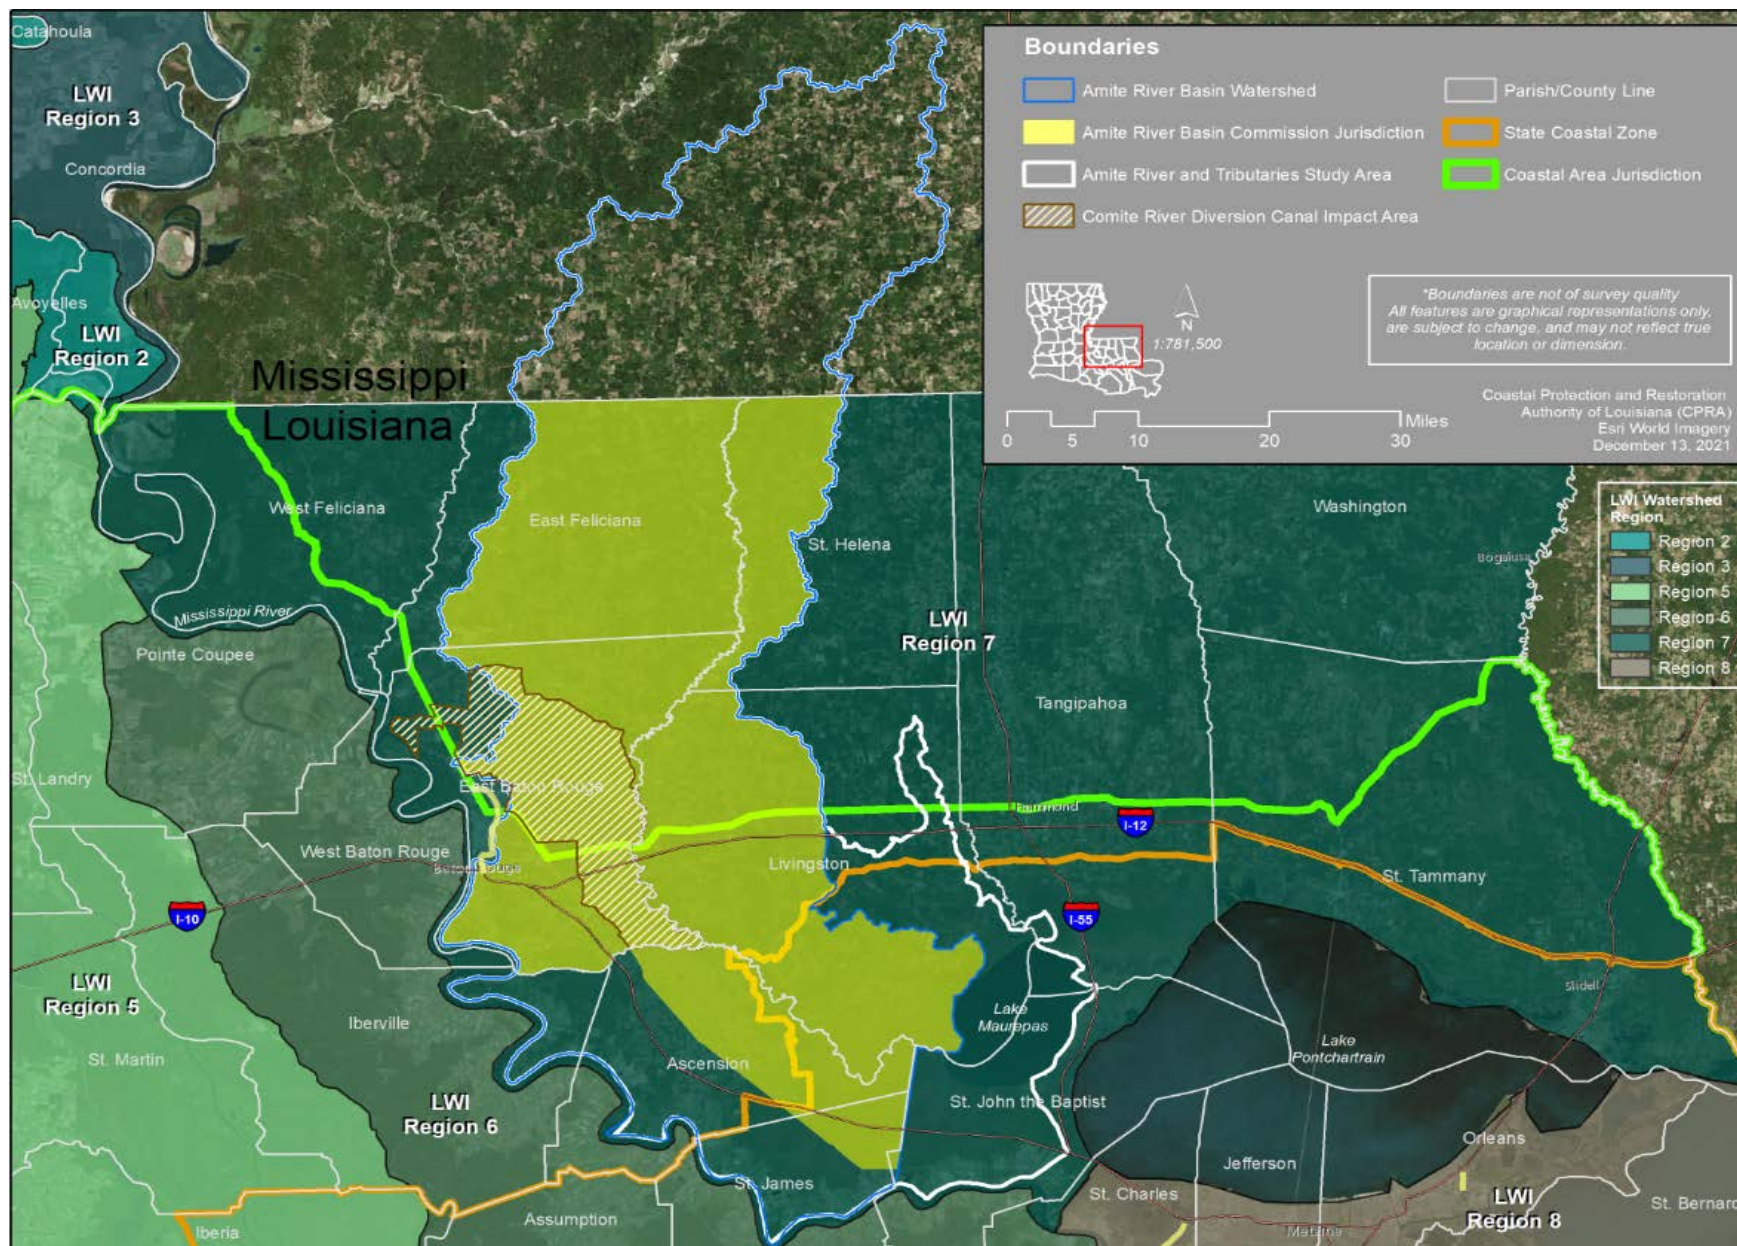 Catahoula
LWI
Region 3
Concordia
Avoyelles
LWI
Region 2
Mississippi
Louisiana
Boundaries
Amite River Basin Watershed
Amite River Basin Commission Jurisdiction
Amite River and Tributaries Study Area
Comite River Diversion Canal Impact Area
Parish/County Line
State Coastal Zone
Coastal Area Jurisdiction
N
1:781,500
*Boundaries are not of survey quality
All features are graphical representations only,
are subject to change, and may not reflect true
location or dimension.
Coastal Protection and Restoration
Authority of Louisiana (CPRA)
Esri World Imagery
December 13, 2021
Miles
0 5 10 20 30
LWI Watershed
Region
Region 2
Region 3
Region 5
Region 6
Region 7
Region 8
West Feliciana
East Feliciana
St. Helena
Washington
Bogalusa
Mississippi River
LWI
Region 7
Pointe Coupee
Tangipahoa
St. Landry
East Baton Rouge
Hammond
I-12
West Baton Rouge
Baton Rouge
Livingston
St. Tammany
I-10
I-55
LWI
Region 5
Slidell
Lake
Maurepas
Iberville
Lake
Pontchartrain
St. Martin
Ascension
LWI
Region 6
St. John the Baptist
Orleans
Jefferson
St. James
St. Charles
LWI
Region 8
St. Bernard
Assumption
Iberia
Metairie